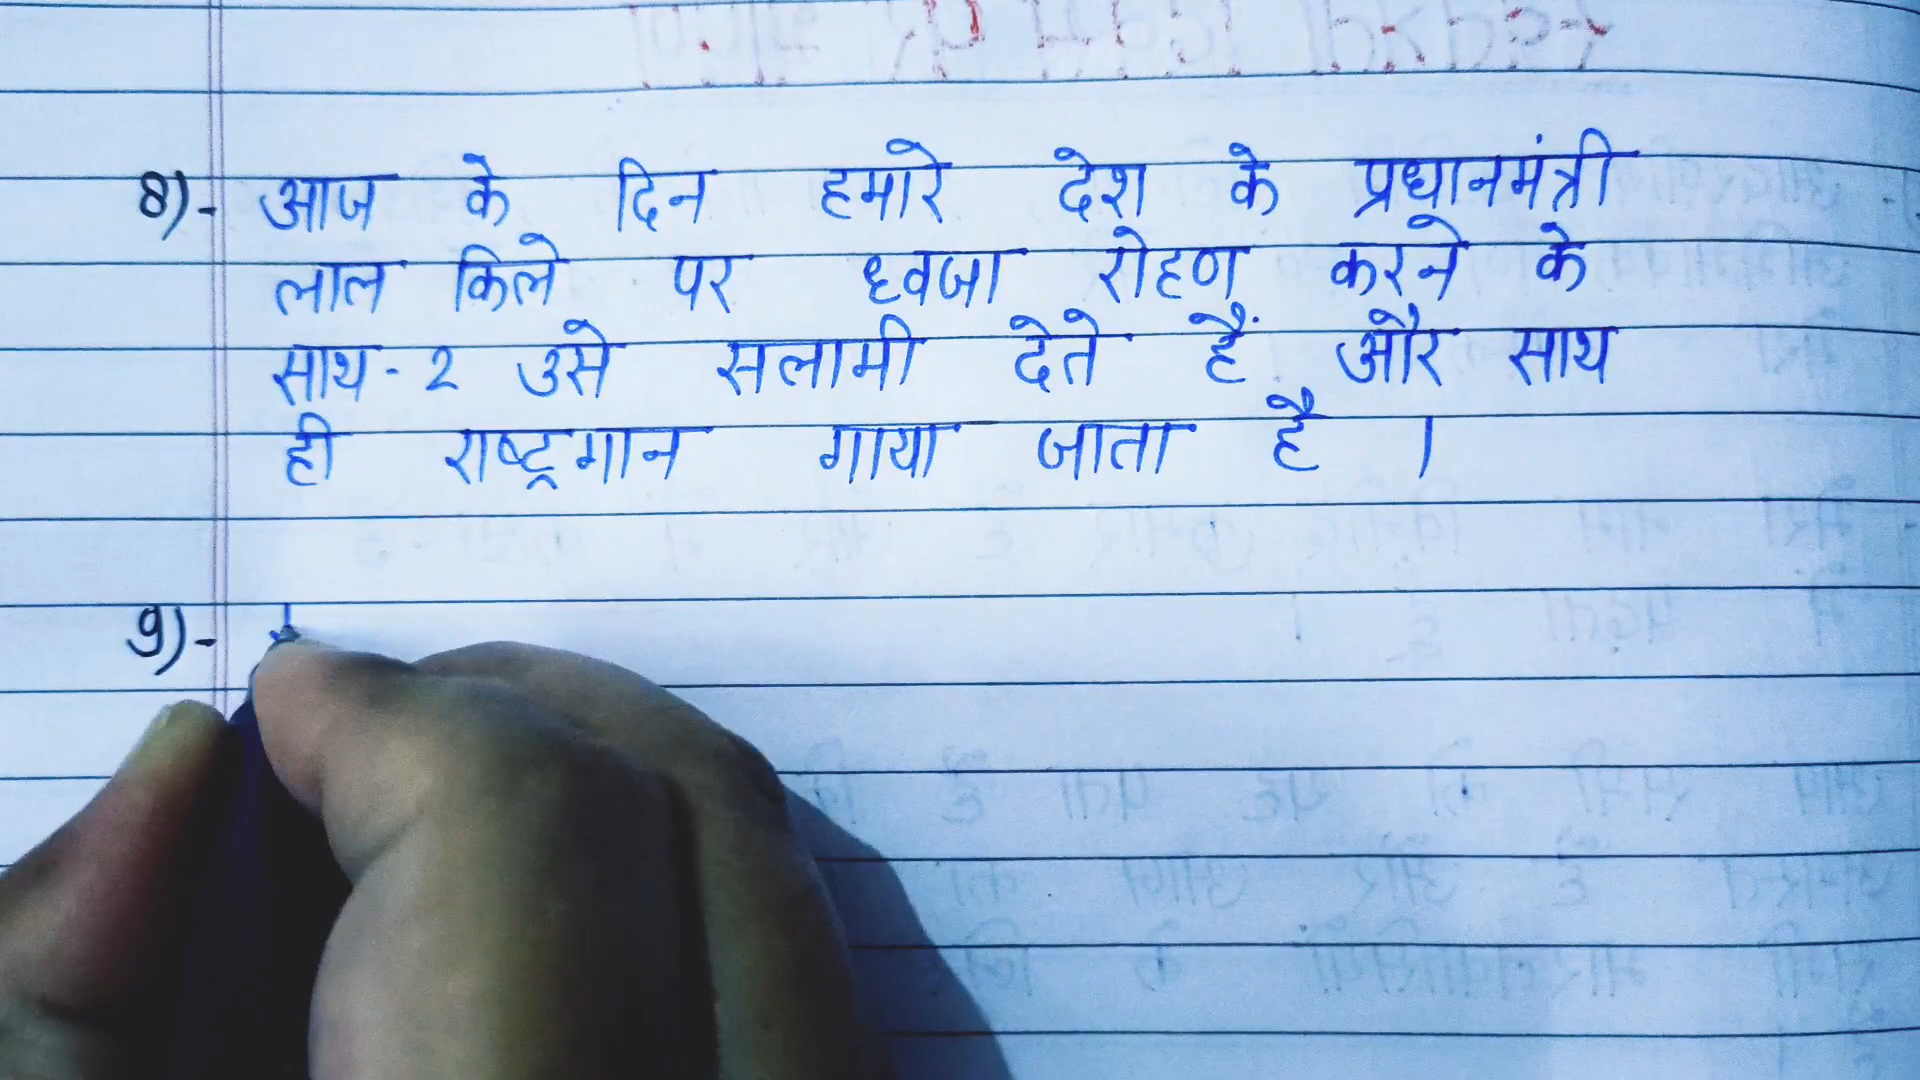 8)- आज के दिन हमारे देश के प्रधानमंत्री
लाल किले पर ध्वजा रोहण करने के
साथ-2 उसे सलामी देते हैं और साथ
ही राष्ट्रगान गाया जाता है ।
9)-